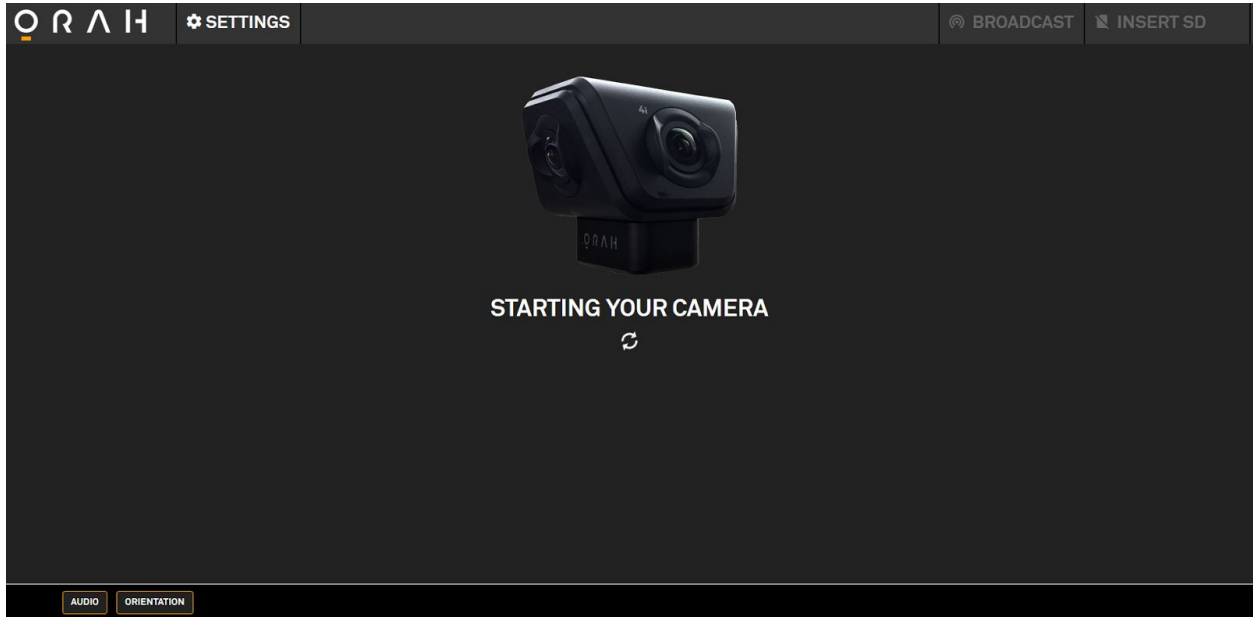 ORAH SETTINGS BROADCAST INSERT SD
4i
ORAH
STARTING YOUR CAMERA
AUDIO ORIENTATION